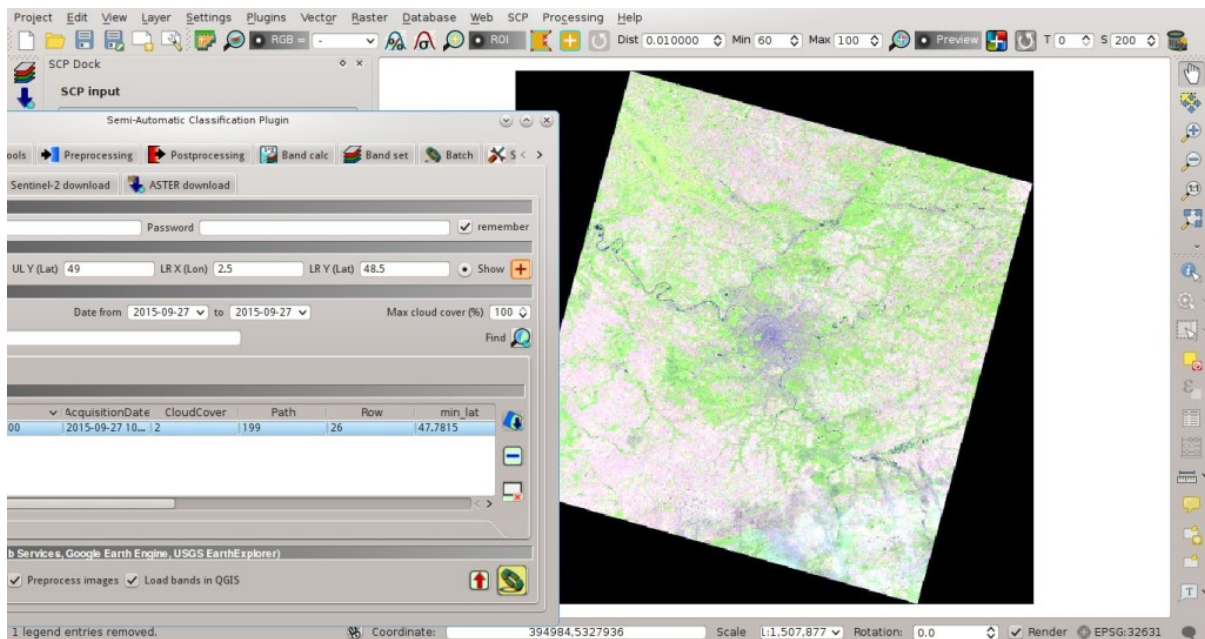 Project Edit View Layer Settings Plugins Vector Raster Database Web SCP Processing Help
RGB = - ROI Dist 0.010000 Min 60 Max 100 Preview T 0 S 200
SCP Dock
SCP input
Semi-Automatic Classification Plugin
ools Preprocessing Postprocessing Band calc Band set Batch S < >
Sentinel-2 download ASTER download
Password remember
UL Y (Lat) 49 LR X (Lon) 2.5 LR Y (Lat) 48.5 Show
Date from 2015-09-27 to 2015-09-27 Max cloud cover (%) 100
Find
AcquisitionDate CloudCover Path Row min_lat
00 2015-09-27 10... 2 199 26 47.7815
b Services, Google Earth Engine, USGS EarthExplorer)
Preprocess images Load bands in QGIS
1 legend entries removed. Coordinate: 394984,5327936 Scale 1:1,507,877 Rotation: 0.0 Render EPSG:32631